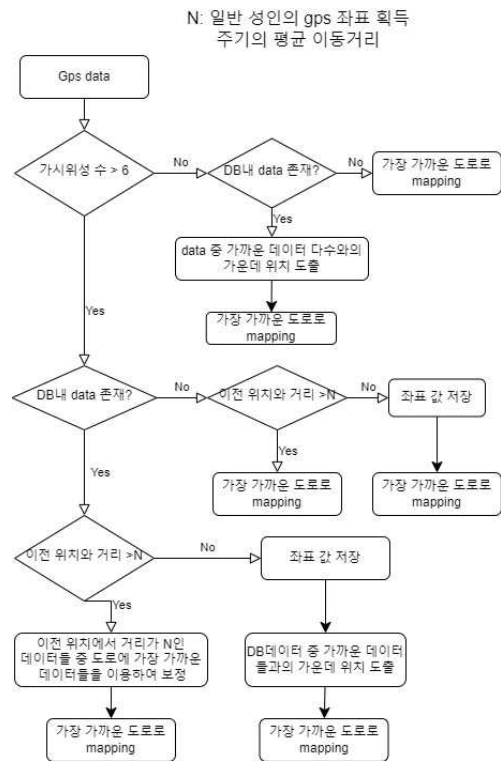 N: 일반 성인의 gps 좌표 획득
주기의 평균 이동거리
Gps data
가시위성 수 > 6
No
DB내 data 존재?
No
가장 가까운 도로로
mapping
Yes
data 중 가까운 데이터 다수와의
가운데 위치 도출
가장 가까운 도로로
mapping
Yes
DB내 data 존재?
No
이전 위치와 거리 >N
No
좌표 값 저장
Yes
가장 가까운 도로로
mapping
가장 가까운 도로로
mapping
Yes
이전 위치와 거리 >N
No
좌표 값 저장
Yes
이전 위치에서 거리가 N인
데이터들 중 도로에 가장 가까운
데이터들을 이용하여 보정
DB데이터 중 가까운 데이터
들과의 가운데 위치 도출
가장 가까운 도로로
mapping
가장 가까운 도로로
mapping